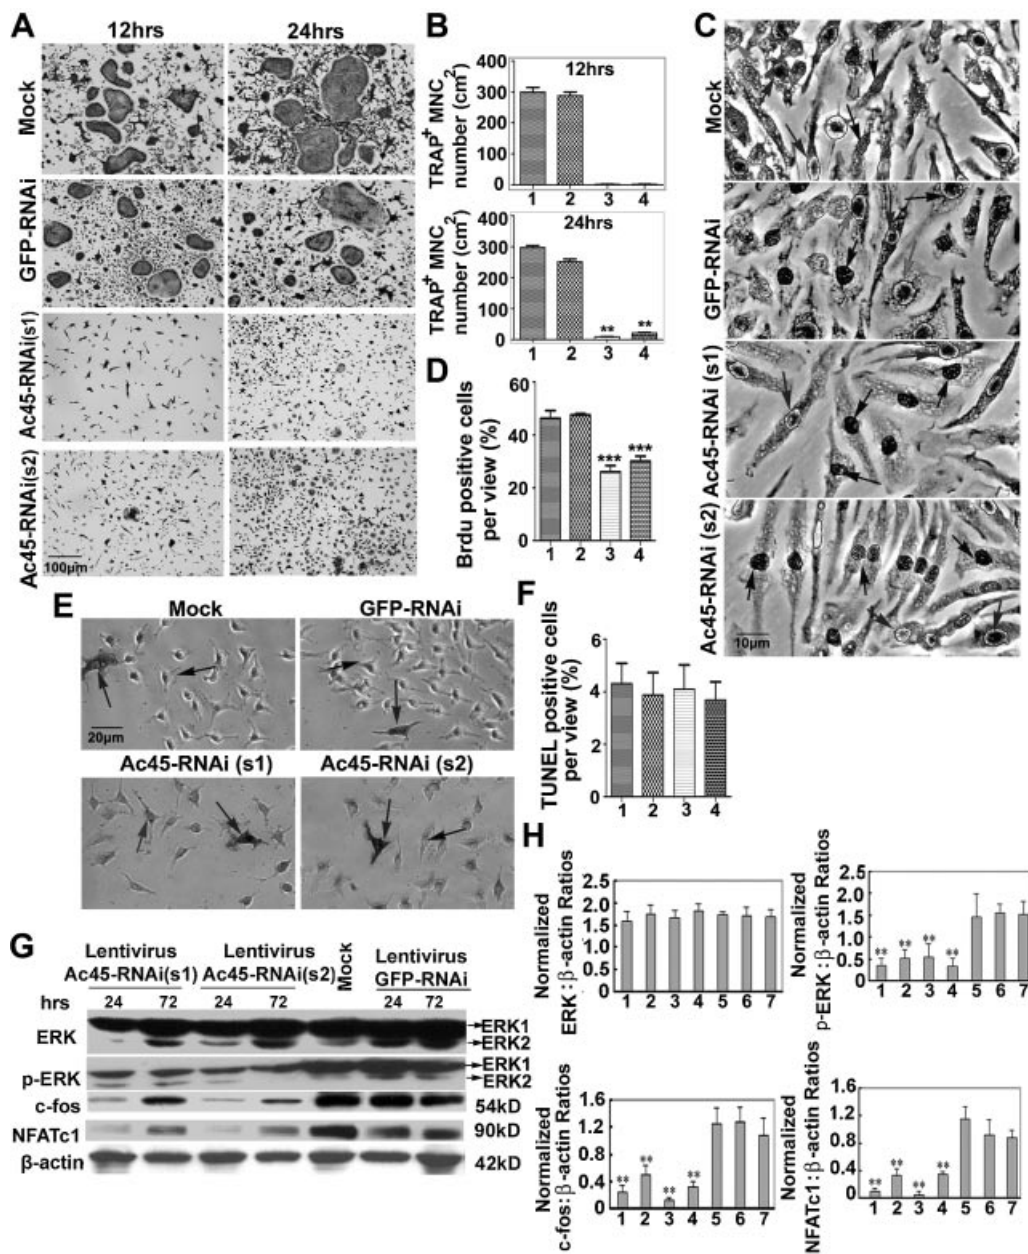 A
12hrs
24hrs
Mock
GFP-RNAi
Ac45-RNAi(s1)
Ac45-RNAi(s2)
100μm
B
TRAP+ MNC
number (cm2)
400
300
200
100
0
12hrs
1 2 3 4
TRAP+ MNC
number (cm2)
400
300
200
100
0
24hrs
** **
1 2 3 4
C
Mock
GFP-RNAi
Ac45-RNAi (s1)
Ac45-RNAi (s2)
10μm
D
Brdu positive cells
per view (%)
60
40
20
0
*** ***
1 2 3 4
E
Mock
GFP-RNAi
20μm
Ac45-RNAi (s1)
Ac45-RNAi (s2)
F
TUNEL positive cells
per view (%)
6
4
2
0
1 2 3 4
G
Lentivirus
Ac45-RNAi(s1)
Lentivirus
Ac45-RNAi(s2)
Mock
Lentivirus
GFP-RNAi
hrs 24 72 24 72 24 72
ERK
ERK1
ERK2
p-ERK
ERK1
ERK2
c-fos
54kD
NFATc1
90kD
β-actin
42kD
H
Normalized
ERK:β-actin Ratios
2.5
2.0
1.5
1.0
0.5
0
1 2 3 4 5 6 7
Normalized
p-ERK:β-actin Ratios
2.5
2.0
1.5
1.0
0.5
0
** ** ** **
1 2 3 4 5 6 7
Normalized
c-fos:β-actin Ratios
1.6
1.2
0.8
0.4
0
** ** ** **
1 2 3 4 5 6 7
Normalized
NFATc1:β-actin Ratios
1.6
1.2
0.8
0.4
0
** ** ** **
1 2 3 4 5 6 7